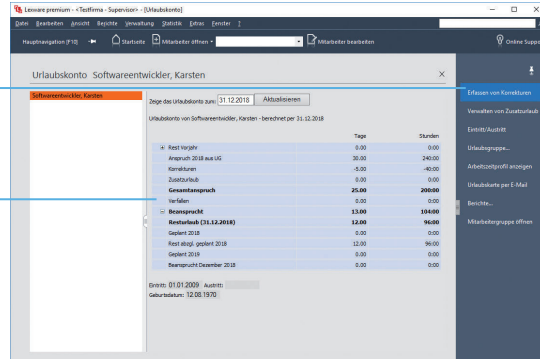 Lexware premium - <Testfirma - Supervisor> - [Urlaubskonto]
Datei Bearbeiten Ansicht Berichte Verwaltung Statistik Extras Fenster ?
Hauptnavigation [F10] Startseite Mitarbeiter öffnen Mitarbeiter bearbeiten Online Suppo
Urlaubskonto Softwareentwickler, Karsten
Softwareentwickler, Karsten
Zeige das Urlaubskonto zum: 31.12.2018 Aktualisieren
Urlaubskonto von Softwareentwickler, Karsten - berechnet per 31.12.2018
Tage Stunden
Rest Vorjahr 0.00 0:00
Anspruch 2018 aus UG 30.00 240:00
Korrekturen -5.00 -40:00
Zusatzurlaub 0.00 0:00
Gesamtanspruch 25.00 200:00
Verfallen 0.00 0:00
Beansprucht 13.00 104:00
Resturlaub (31.12.2018) 12.00 96:00
Geplant 2018 0.00 0:00
Rest abzgl. geplant 2018 12.00 96:00
Geplant 2019 0.00 0:00
Beansprucht Dezember 2018 0.00 0:00
Eintritt: 01.01.2009 Austritt:
Geburtsdatum: 12.08.1970
Erfassen von Korrekturen
Verwalten von Zusatzurlaub
Eintritt/Austritt
Urlaubsgruppe...
Arbeitszeitprofil anzeigen
Urlaubskarte per E-Mail
Berichte...
Mitarbeitergruppe öffnen